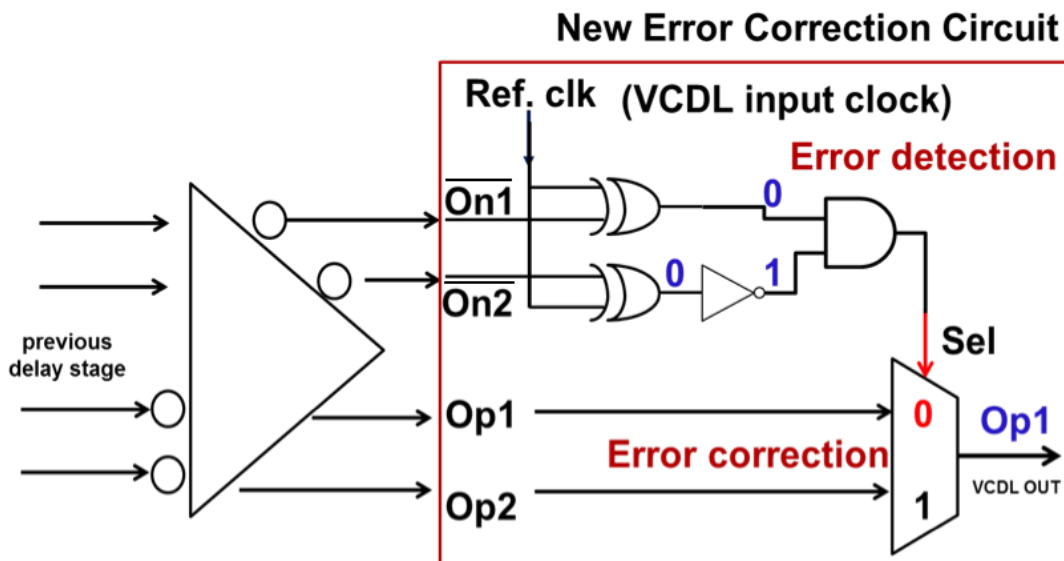 New Error Correction Circuit
Ref. clk (VCDL input clock)
Error detection
On1
0
On2
0
1
previous
delay stage
Sel
Op1
0
Op1
Error correction
VCDL OUT
Op2
1